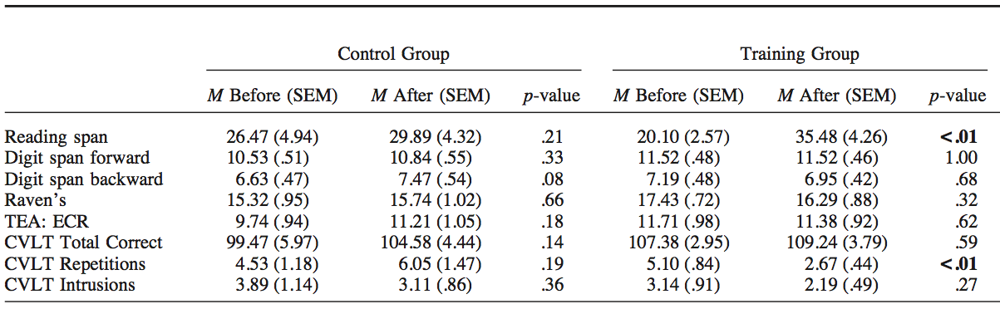 Control Group Training Group
M Before (SEM) M After (SEM) p-value M Before (SEM) M After (SEM) p-value
Reading span 26.47 (4.94) 29.89 (4.32) .21 20.10 (2.57) 35.48 (4.26) <.01
Digit span forward 10.53 (.51) 10.84 (.55) .33 11.52 (.48) 11.52 (.46) 1.00
Digit span backward 6.63 (.47) 7.47 (.54) .08 7.19 (.48) 6.95 (.42) .68
Raven's 15.32 (.95) 15.74 (1.02) .66 17.43 (.72) 16.29 (.88) .32
TEA: ECR 9.74 (.94) 11.21 (1.05) .18 11.71 (.98) 11.38 (.92) .62
CVLT Total Correct 99.47 (5.97) 104.58 (4.44) .14 107.38 (2.95) 109.24 (3.79) .59
CVLT Repetitions 4.53 (1.18) 6.05 (1.47) .19 5.10 (.84) 2.67 (.44) <.01
CVLT Intrusions 3.89 (1.14) 3.11 (.86) .36 3.14 (.91) 2.19 (.49) .27